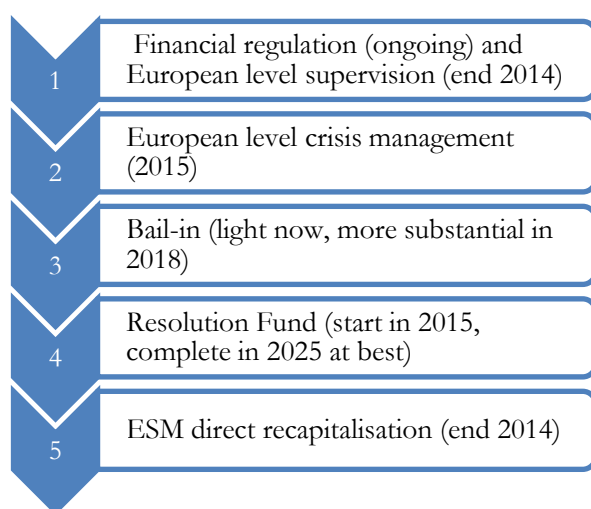 1
Financial regulation (ongoing) and
European level supervision (end 2014)
2
European level crisis management
(2015)
3
Bail-in (light now, more substantial in
2018)
4
Resolution Fund (start in 2015,
complete in 2025 at best)
5
ESM direct recapitalisation (end 2014)